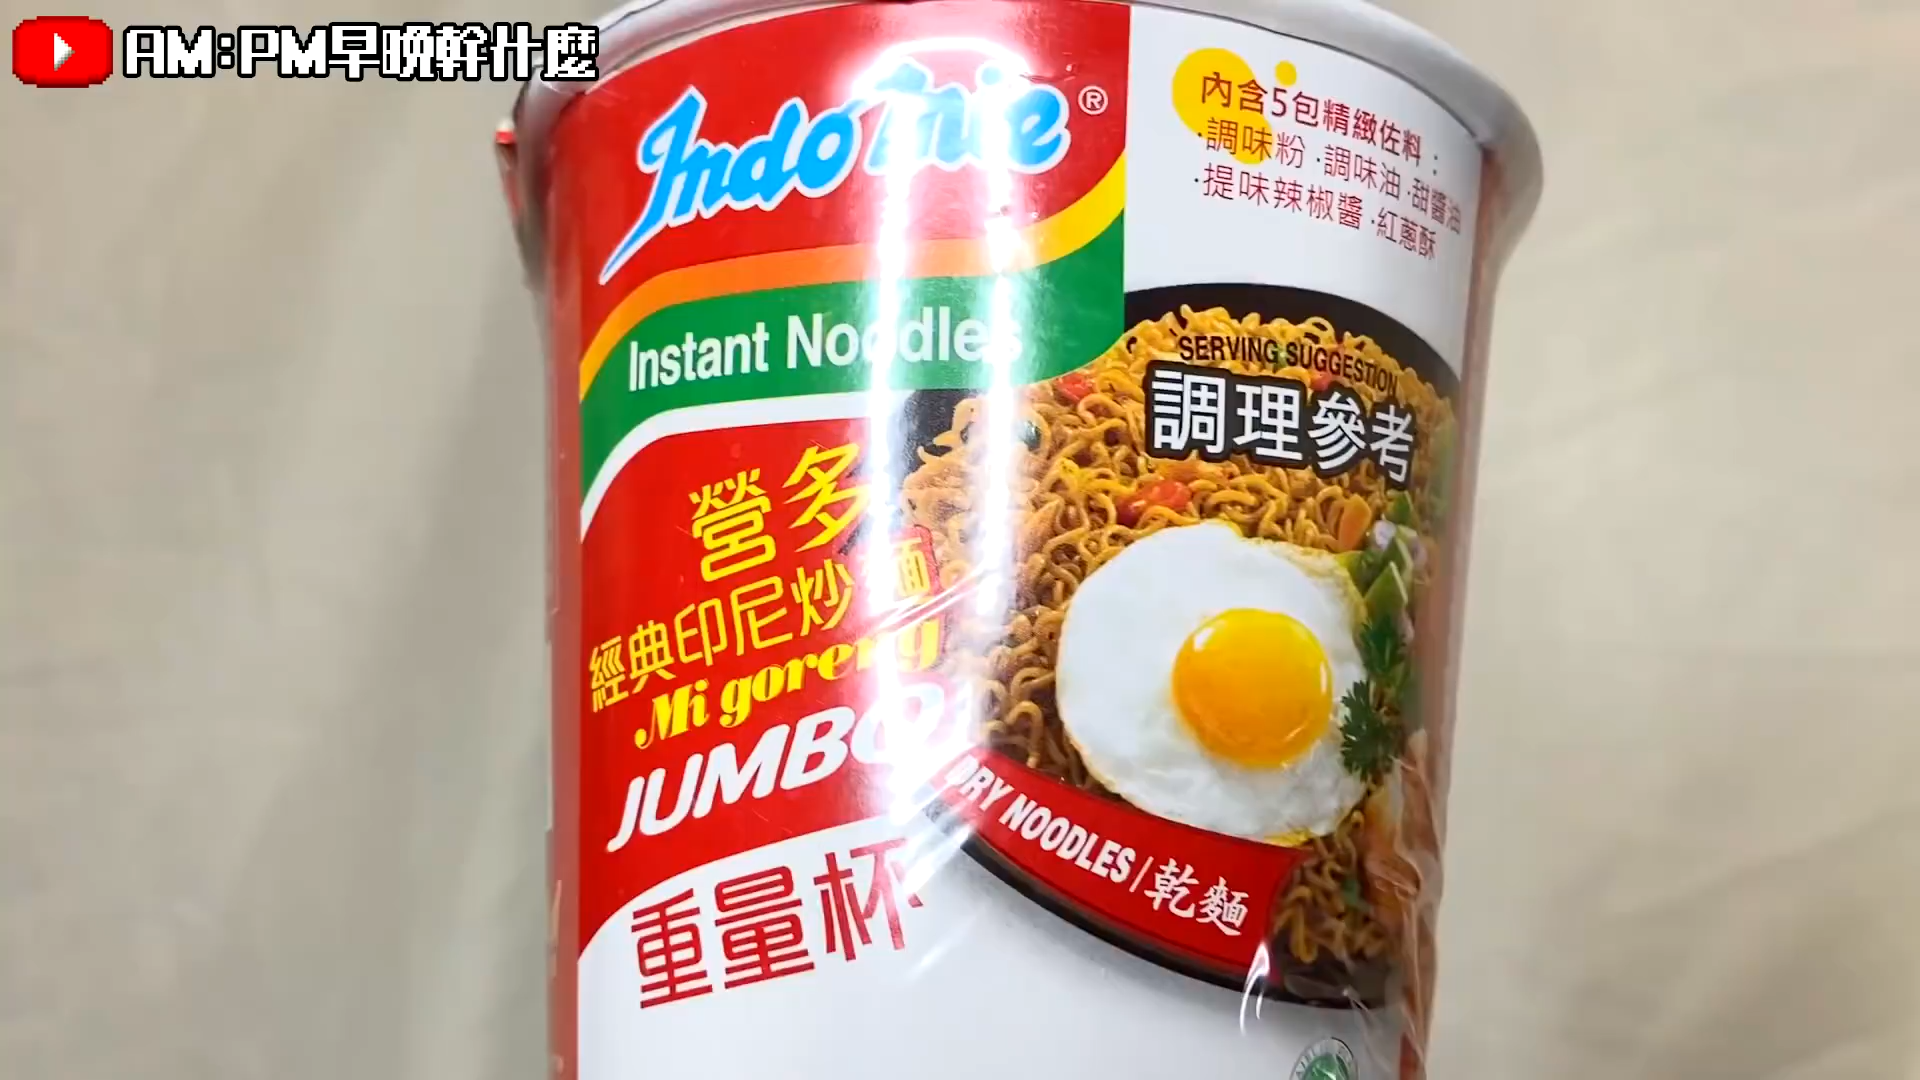 AM:PM早晚幹什麼
Indomie®
Instant Noodles
營多
經典印尼炒麵
Mi goreng
JUMBO
重量杯
內含5包精緻佐料：
·調味粉 ·調味油 ·甜醬油
·提味辣椒醬 ·紅蔥酥
SERVING SUGGESTION
調理參考
DRY NOODLES/乾麵